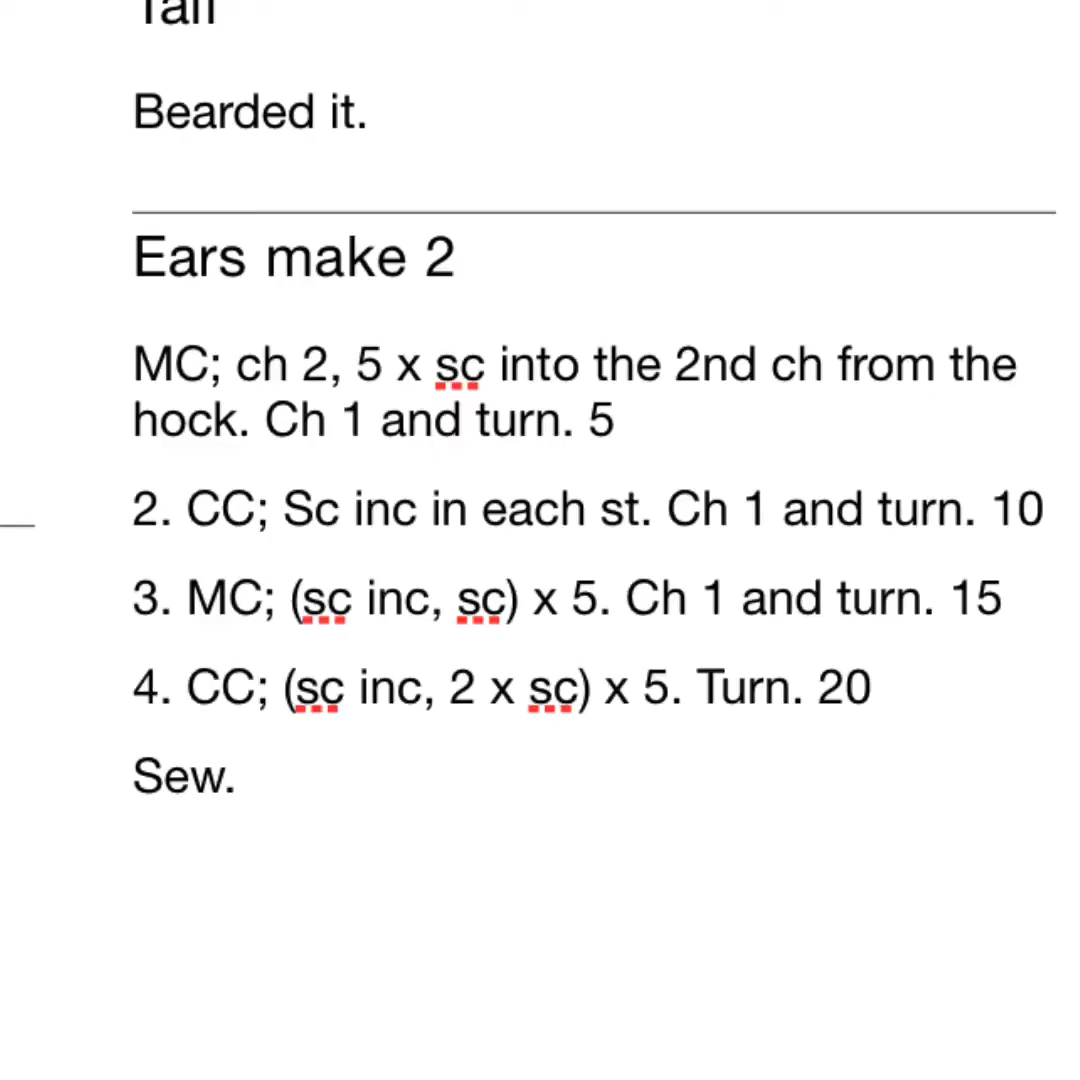 Tail
Bearded it.
Ears make 2
MC; ch 2, 5 x sc into the 2nd ch from the
hock. Ch 1 and turn. 5
2. CC; Sc inc in each st. Ch 1 and turn. 10
3. MC; (sc inc, sc) x 5. Ch 1 and turn. 15
4. CC; (sc inc, 2 x sc) x 5. Turn. 20
Sew.